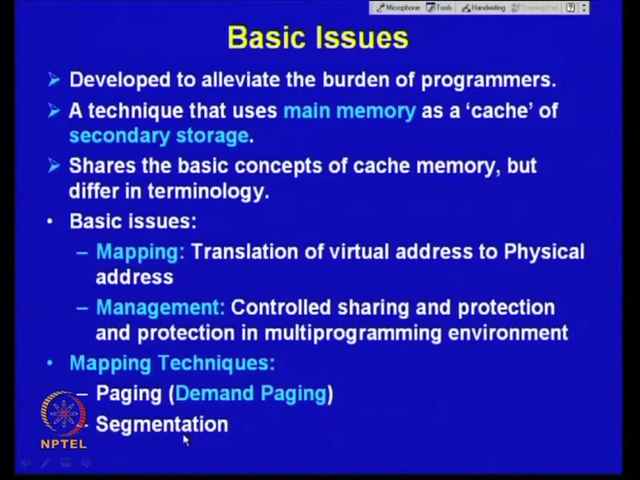 Microphone Tools Handwriting
Basic Issues
Developed to alleviate the burden of programmers.
A technique that uses main memory as a ‘cache’ of
secondary storage.
Shares the basic concepts of cache memory, but
differ in terminology.
Basic issues:
– Mapping: Translation of virtual address to Physical
address
– Management: Controlled sharing and protection
and protection in multiprogramming environment
Mapping Techniques:
– Paging (Demand Paging)
– Segmentation
NPTEL